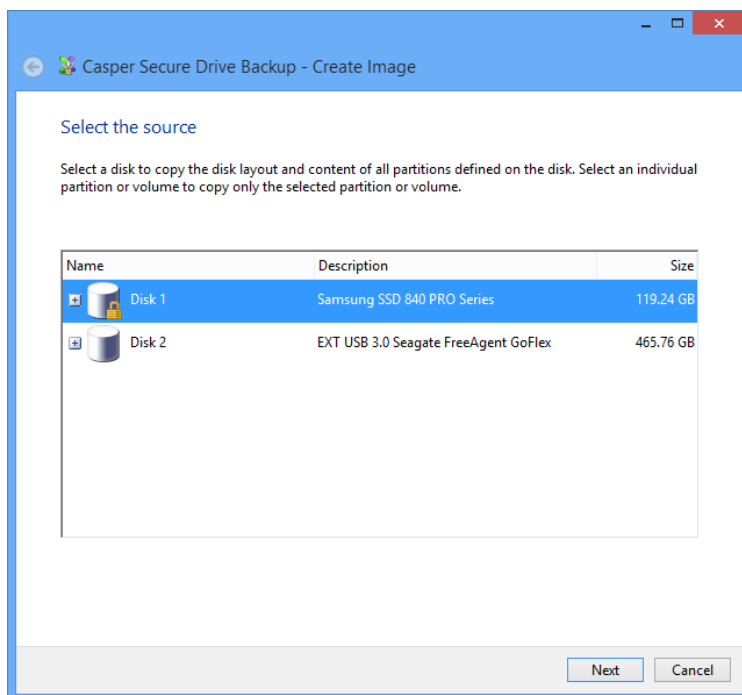 Casper Secure Drive Backup - Create Image
Select the source
Select a disk to copy the disk layout and content of all partitions defined on the disk. Select an individual
partition or volume to copy only the selected partition or volume.
Name Description Size
Disk 1 Samsung SSD 840 PRO Series 119.24 GB
Disk 2 EXT USB 3.0 Seagate FreeAgent GoFlex 465.76 GB
Next Cancel